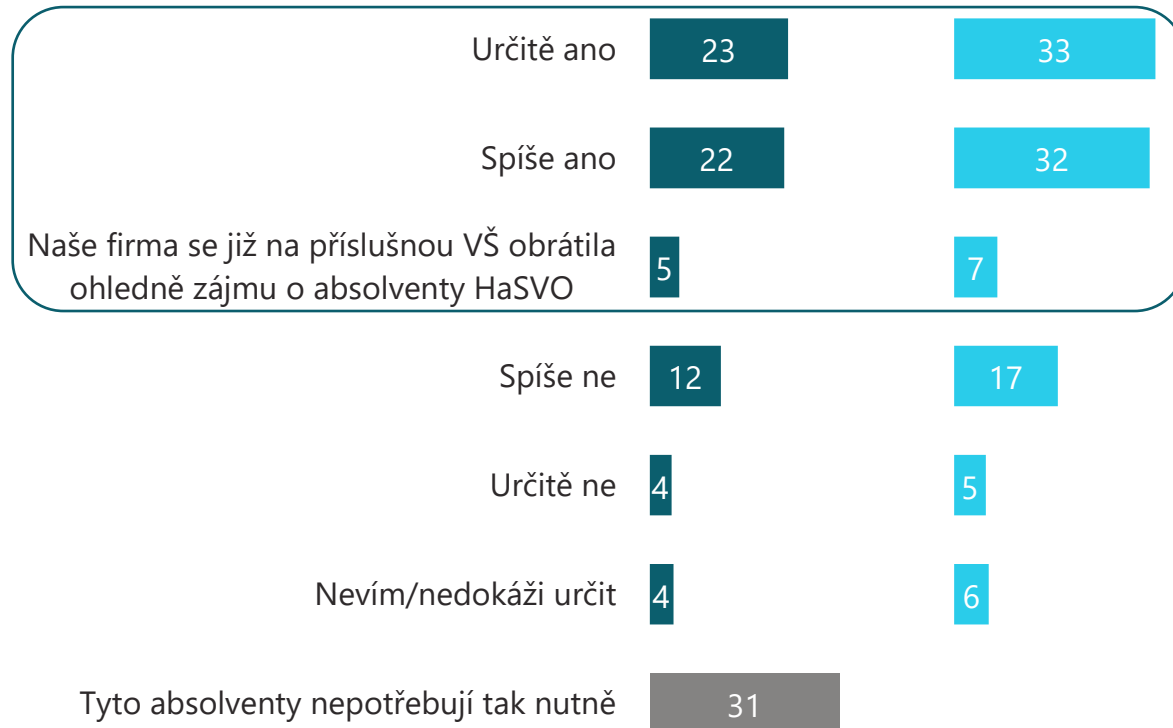 Určitě ano 23 33
Spíše ano 22 32
Naše firma se již na příslušnou VŠ obrátila
ohledně zájmu o absolventy HaSVO 5 7
Spíše ne 12 17
Určitě ne 4 5
Nevím/nedokáži určit 4 6
Tyto absolventy nepotřebují tak nutně 31